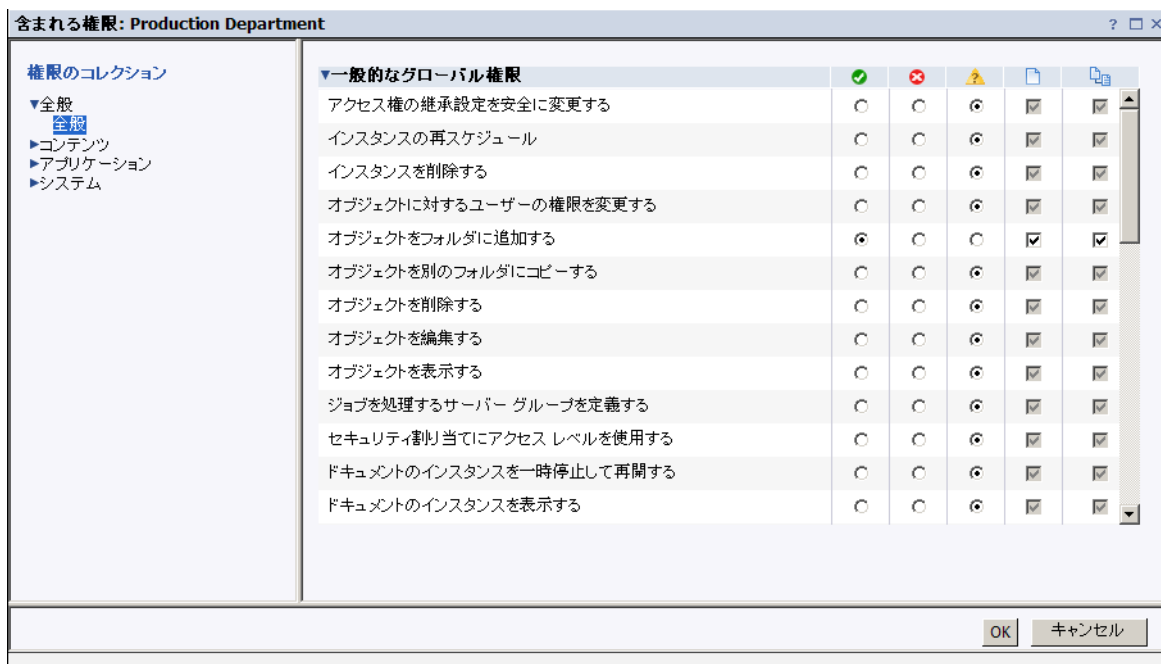 含まれる権限: Production Department
?
権限のコレクション
▼全般
全般
▶コンテンツ
▶アプリケーション
▶システム
▼一般的なグローバル権限
アクセス権の継承設定を安全に変更する
インスタンスの再スケジュール
インスタンスを削除する
オブジェクトに対するユーザーの権限を変更する
オブジェクトをフォルダに追加する
オブジェクトを別のフォルダにコピーする
オブジェクトを削除する
オブジェクトを編集する
オブジェクトを表示する
ジョブを処理するサーバー グループを定義する
セキュリティ割り当てにアクセス レベルを使用する
ドキュメントのインスタンスを一時停止して再開する
ドキュメントのインスタンスを表示する
OK キャンセル